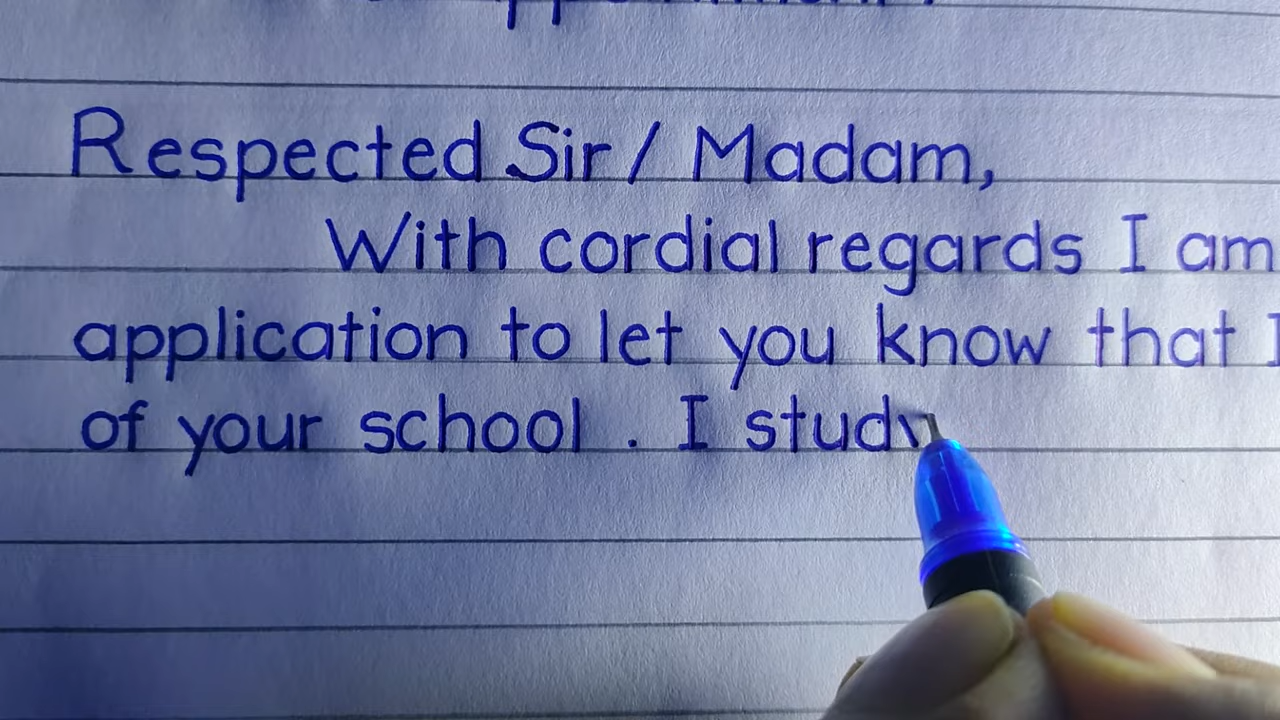 Respected Sir / Madam,
With cordial regards I am
application to let you know that I
of your school . I study